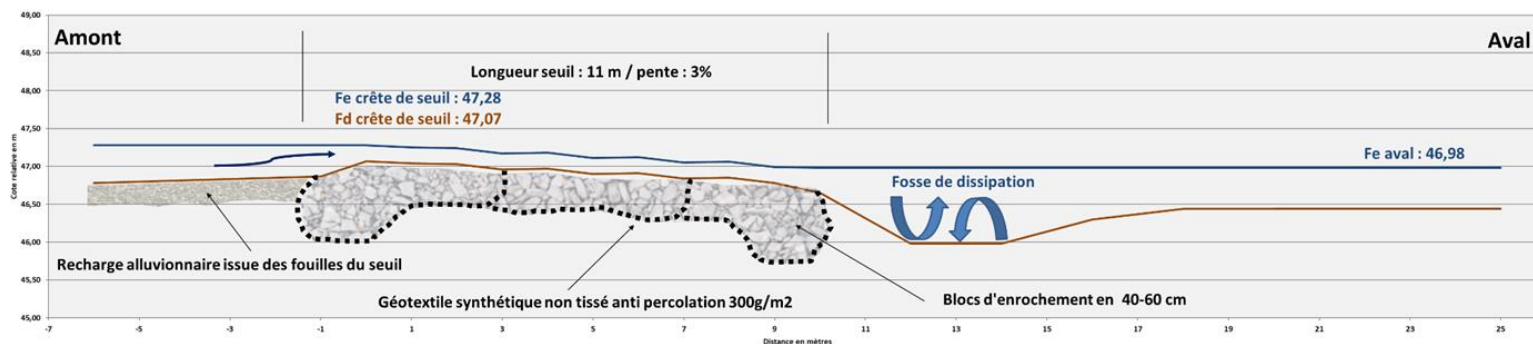 Amont
Aval
Longueur seuil : 11 m / pente : 3%
Fe crête de seuil : 47,28
Fd crête de seuil : 47,07
Fe aval : 46,98
Fosse de dissipation
Recharge alluvionnaire issue des fouilles du seuil
Géotextile synthétique non tissé anti percolation 300g/m2
Blocs d'enrochement en 40-60 cm
Cote relative en m
49,00
48,50
48,00
47,50
47,00
46,50
46,00
45,50
45,00
-7
-5
-3
-1
1
3
5
7
9
11
13
15
17
19
21
23
25
Distance en mètres